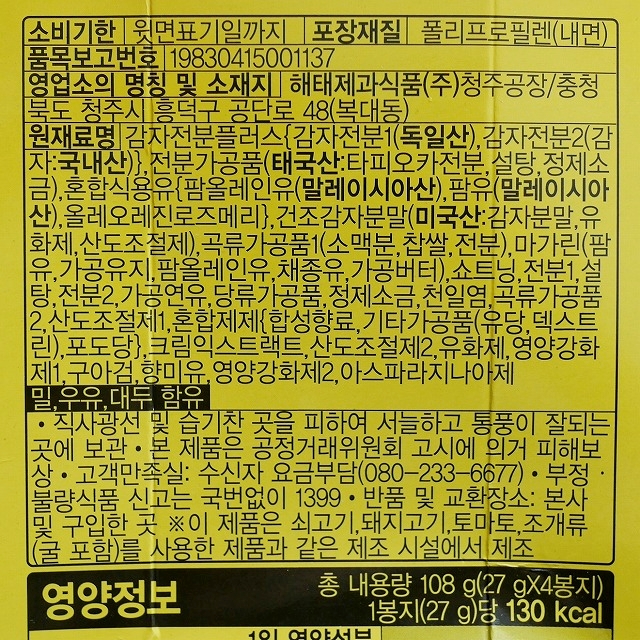 소비기한 윗면표기일까지 포장재질 폴리프로필렌(내면)
품목보고번호 19830415001137
영업소의 명칭 및 소재지 해태제과식품(주)청주공장/충청
북도 청주시 흥덕구 공단로 48(복대동)
원재료명 감자전분플러스{감자전분1(독일산),감자전분2(감
자:국내산)},전분가공품(태국산:타피오카전분,설탕,정제소
금),혼합식용유{팜올레인유(말레이시아산),팜유(말레이시아
산),올레오레진로즈메리},건조감자분말(미국산:감자분말,유
화제,산도조절제),곡류가공품1(소맥분,찹쌀,전분),마가린(팜
유,가공유지,팜올레인유,채종유,가공버터),쇼트닝,전분1,설
탕,전분2,가공연유,당류가공품,정제소금,천일염,곡류가공품
2,산도조절제1,혼합제제{합성향료,기타가공품(유당,덱스트
린),포도당},크림익스트랙트,산도조절제2,유화제,영양강화
제1,구아검,향미유,영양강화제2,아스파라지나아제
밀,우유,대두 함유
• 직사광선 및 습기찬 곳을 피하여 서늘하고 통풍이 잘되는
곳에 보관 • 본 제품은 공정거래위원회 고시에 의거 피해보
상 • 고객만족실: 수신자 요금부담(080-233-6677) • 부정 ·
불량식품 신고는 국번없이 1399 • 반품 및 교환장소: 본사
및 구입한 곳 ※이 제품은 쇠고기,돼지고기,토마토,조개류
(굴 포함)를 사용한 제품과 같은 제조 시설에서 제조
영양정보 총 내용량 108 g(27 gX4봉지)
1봉지(27 g)당 130 kcal
1일 영양성분